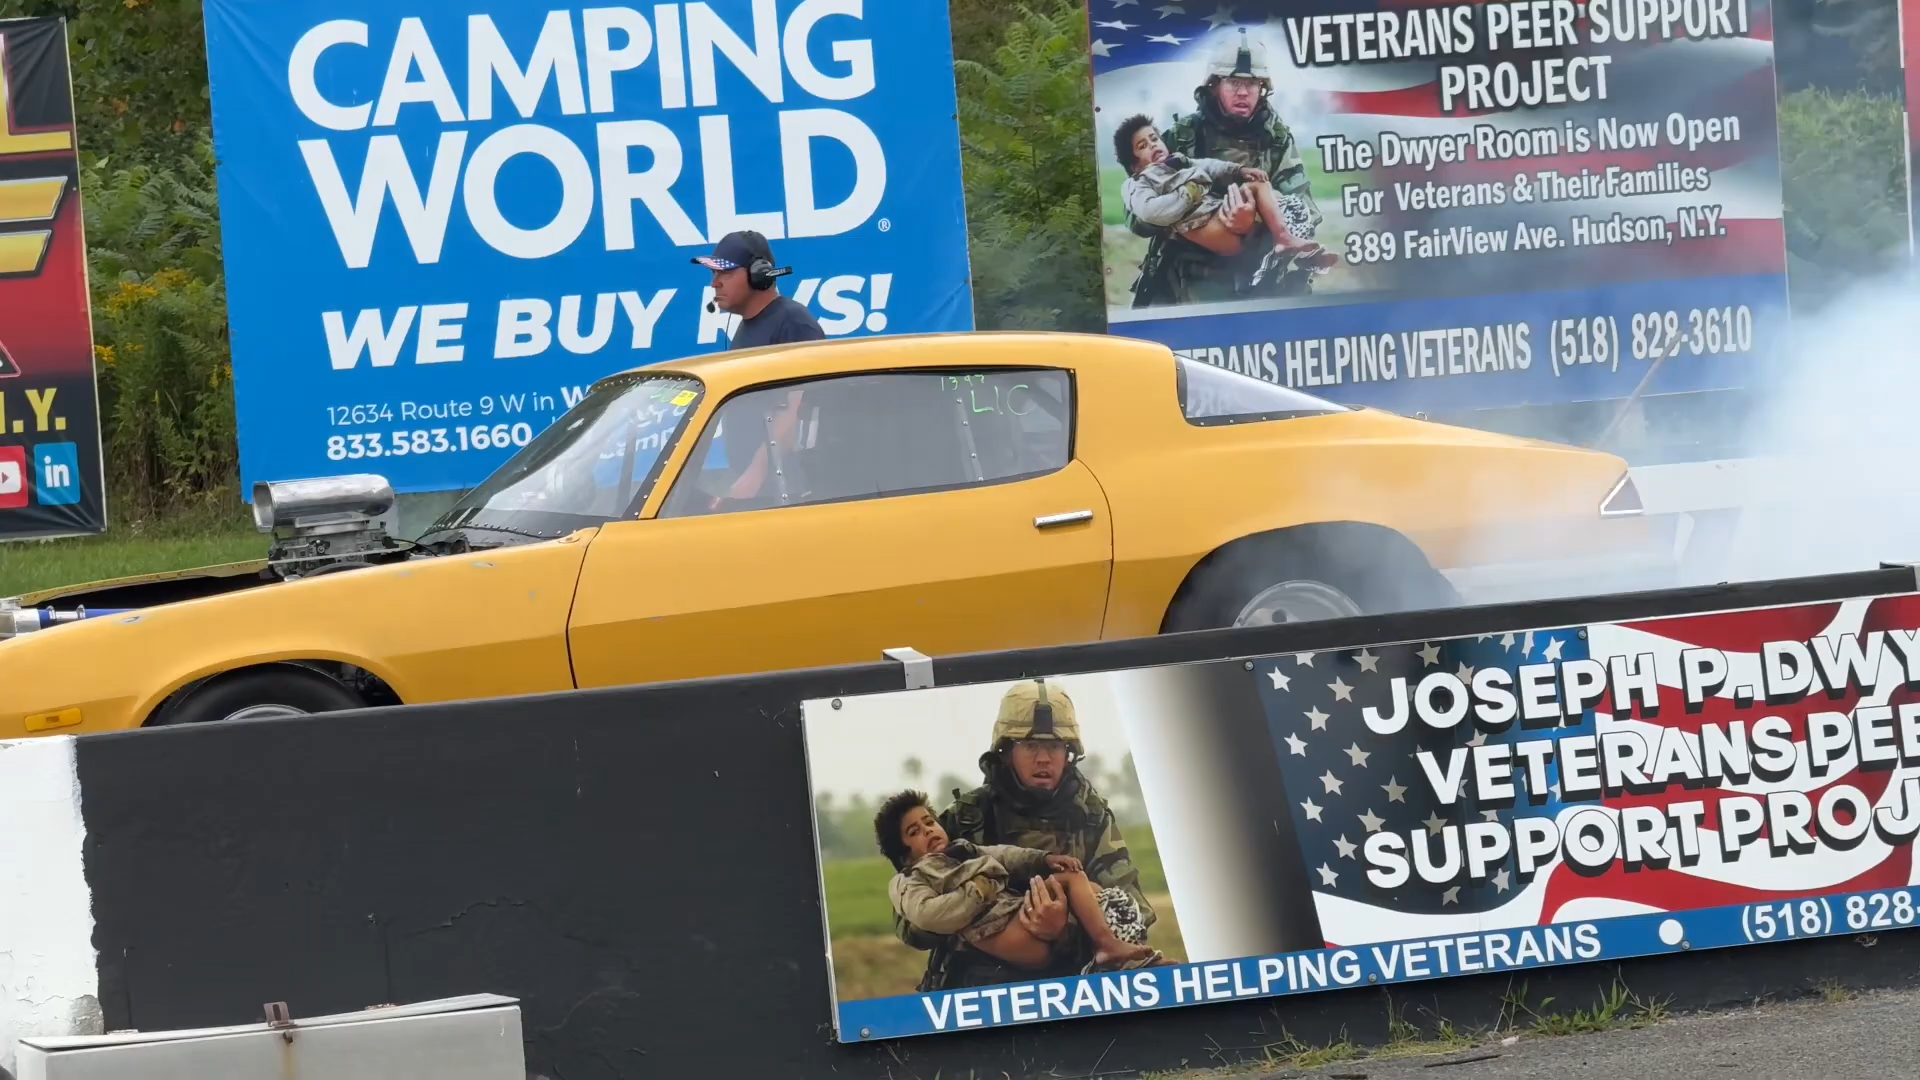 CAMPING
WORLD®
WE BUY
12634 Route 9 W in
833.583.1660
VETERANS PEER SUPPORT
PROJECT
The Dwyer Room is Now Open
For Veterans & Their Families
389 FairView Ave. Hudson, N.Y.
HELPING VETERANS (518) 828-3610
.Y.
in
1397
LIC
JOSEPH P. DWY
VETERANS PEE
SUPPORT PROJ
VETERANS HELPING VETERANS (518) 828-